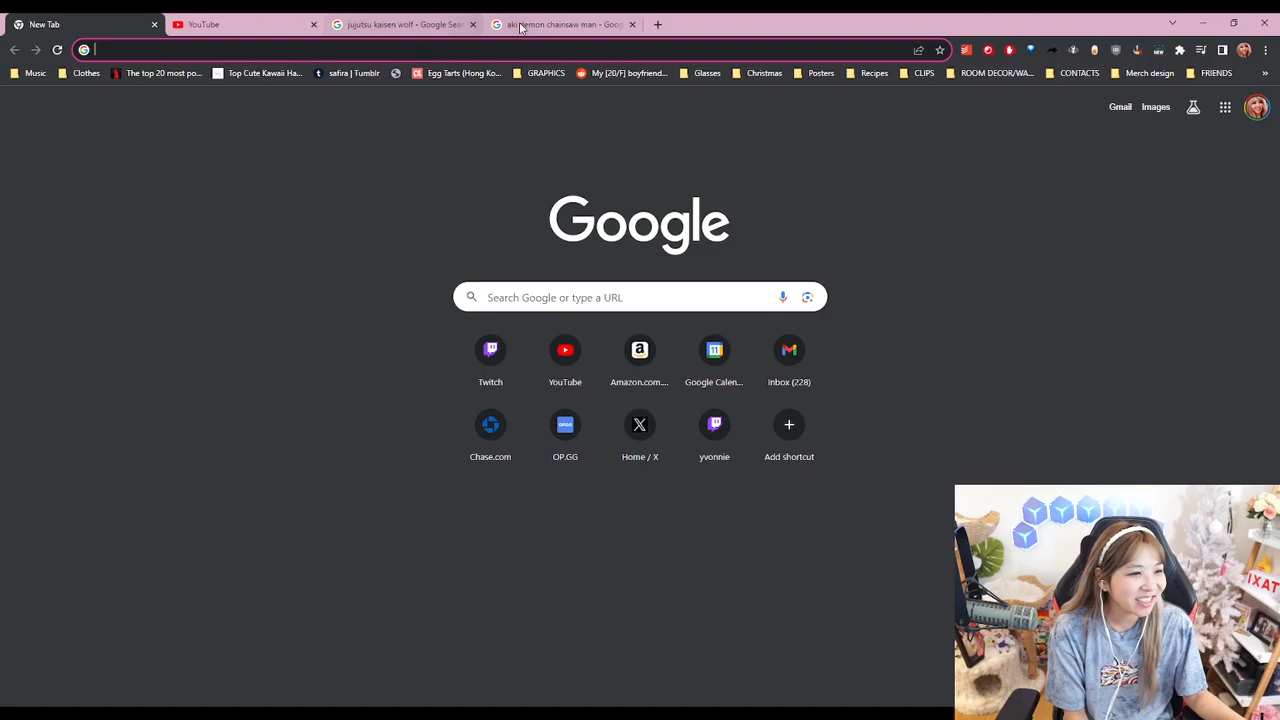 New Tab
YouTube
jujutsu kaisen wolf - Google Sea
aki demon chainsaw man - Goog
Music
Clothes
The top 20 most po...
Top Cute Kawaii Ha...
safira | Tumblr
Egg Tarts (Hong Ko...
GRAPHICS
My [20/F] boyfriend...
Glasses
Christmas
Posters
Recipes
CLIPS
ROOM DECOR/WA...
CONTACTS
Merch design
FRIENDS
Gmail Images
Google
Search Google or type a URL
Twitch YouTube Amazon.com.... Google Calen... Inbox (228)
Chase.com OP.GG Home / X yvonnie Add shortcut